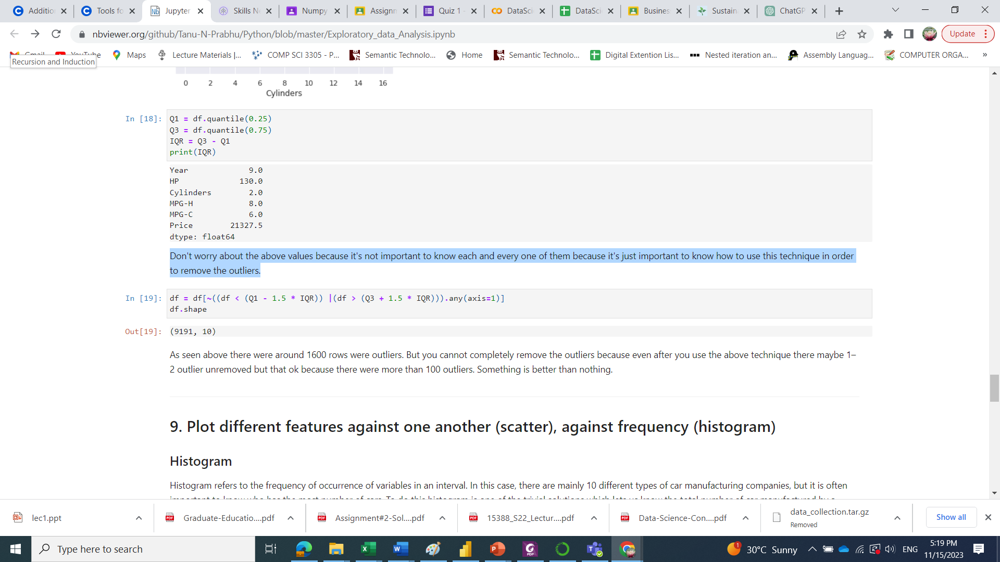 Additio
Tools fo
Jupyter
Skills N
Numpy
Assignm
Quiz 1 -
DataSci
DataSci
Busines
Sustain
ChatGP
nbviewer.org/github/Tanu-N-Prabhu/Python/blob/master/Exploratory_data_Analysis.ipynb
Update
Gmail
YouTube
Maps
Lecture Materials |...
COMP SCI 3305 - P...
Semantic Technolo...
Home
Semantic Technolo...
Digital Extention Lis...
Nested iteration an...
Assembly Languag...
COMPUTER ORGA...
»
Recursion and Induction
0 2 4 6 8 10 12 14 16
Cylinders
In [18]:
Q1 = df.quantile(0.25)
Q3 = df.quantile(0.75)
IQR = Q3 - Q1
print(IQR)
Year 9.0
HP 130.0
Cylinders 2.0
MPG-H 8.0
MPG-C 6.0
Price 21327.5
dtype: float64
Don't worry about the above values because it's not important to know each and every one of them because it's just important to know how to use this technique in order
to remove the outliers.
In [19]:
df = df[~((df < (Q1 - 1.5 * IQR)) |(df > (Q3 + 1.5 * IQR))).any(axis=1)]
df.shape
Out[19]: (9191, 10)
As seen above there were around 1600 rows were outliers. But you cannot completely remove the outliers because even after you use the above technique there maybe 1–
2 outlier unremoved but that ok because there were more than 100 outliers. Something is better than nothing.
9. Plot different features against one another (scatter), against frequency (histogram)
Histogram
Histogram refers to the frequency of occurrence of variables in an interval. In this case, there are mainly 10 different types of car manufacturing companies, but it is often
lec1.ppt
Graduate-Educatio....pdf
Assignment#2-Sol....pdf
15388_S22_Lectur....pdf
Data-Science-Con....pdf
data_collection.tar.gz
Removed
Show all
Type here to search
1
30°C Sunny
ENG
5:19 PM
11/15/2023